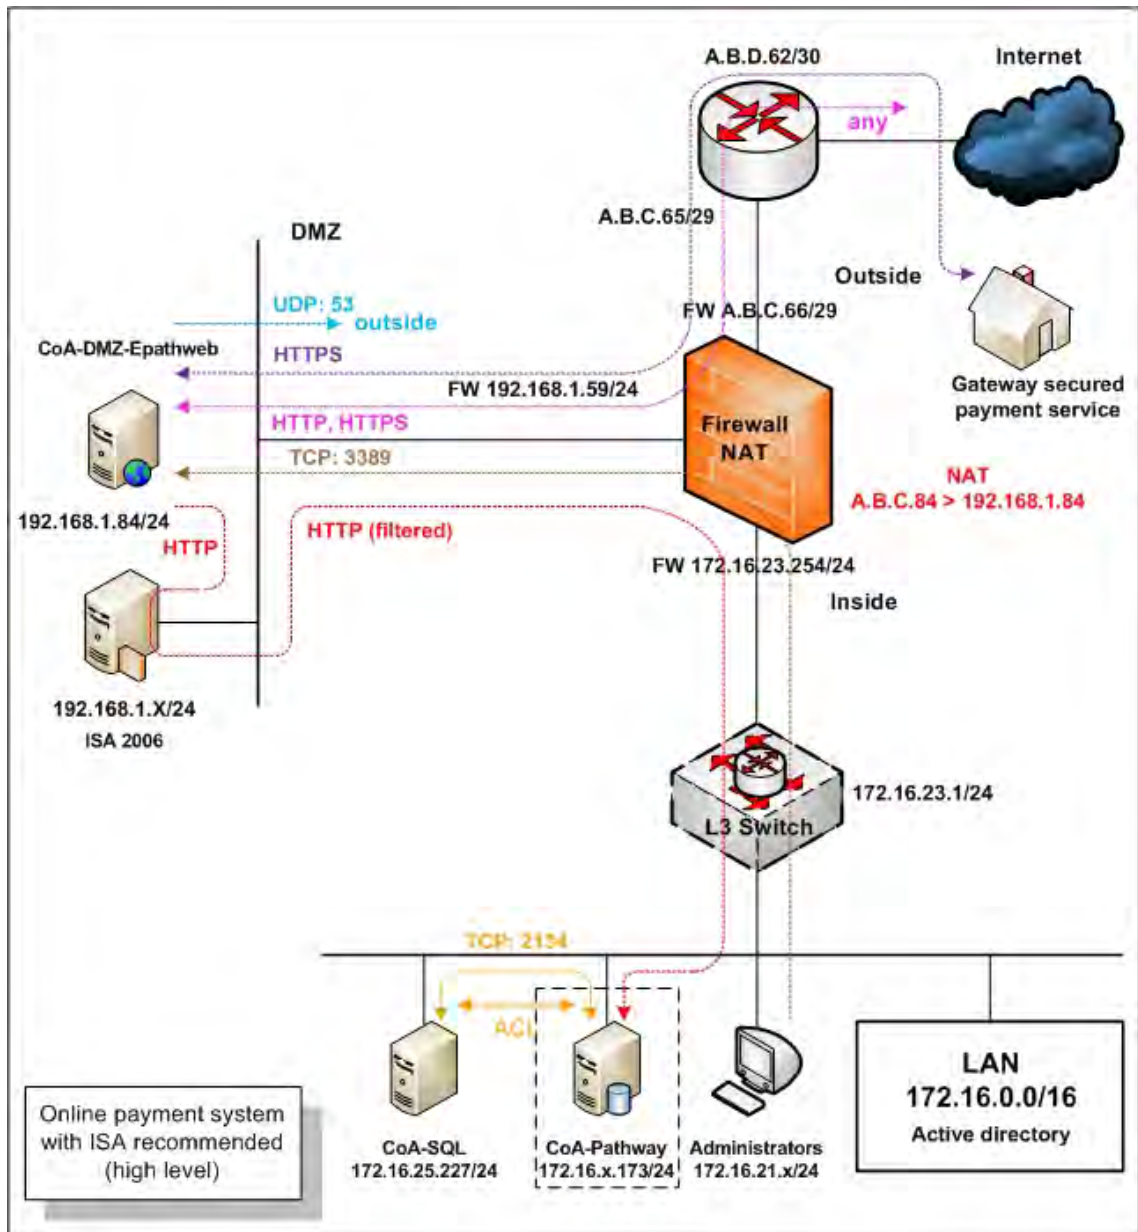 A.B.D.62/30
Internet
any
A.B.C.65/29
DMZ
Outside
UDP: 53
outside
FW A.B.C.66/29
CoA-DMZ-Epathweb
HTTPS
FW 192.168.1.59/24
Gateway secured
payment service
HTTP, HTTPS
Firewall
NAT
TCP: 3389
NAT
A.B.C.84 > 192.168.1.84
192.168.1.84/24
HTTP (filtered)
HTTP
FW 172.16.23.254/24
Inside
192.168.1.X/24
ISA 2006
172.16.23.1/24
L3 Switch
TCP: 2134
ACL
LAN
172.16.0.0/16
Active directory
Online payment system
with ISA recommended
(high level)
CoA-SQL
172.16.25.227/24
CoA-Pathway
172.16.x.173/24
Administrators
172.16.21.x/24